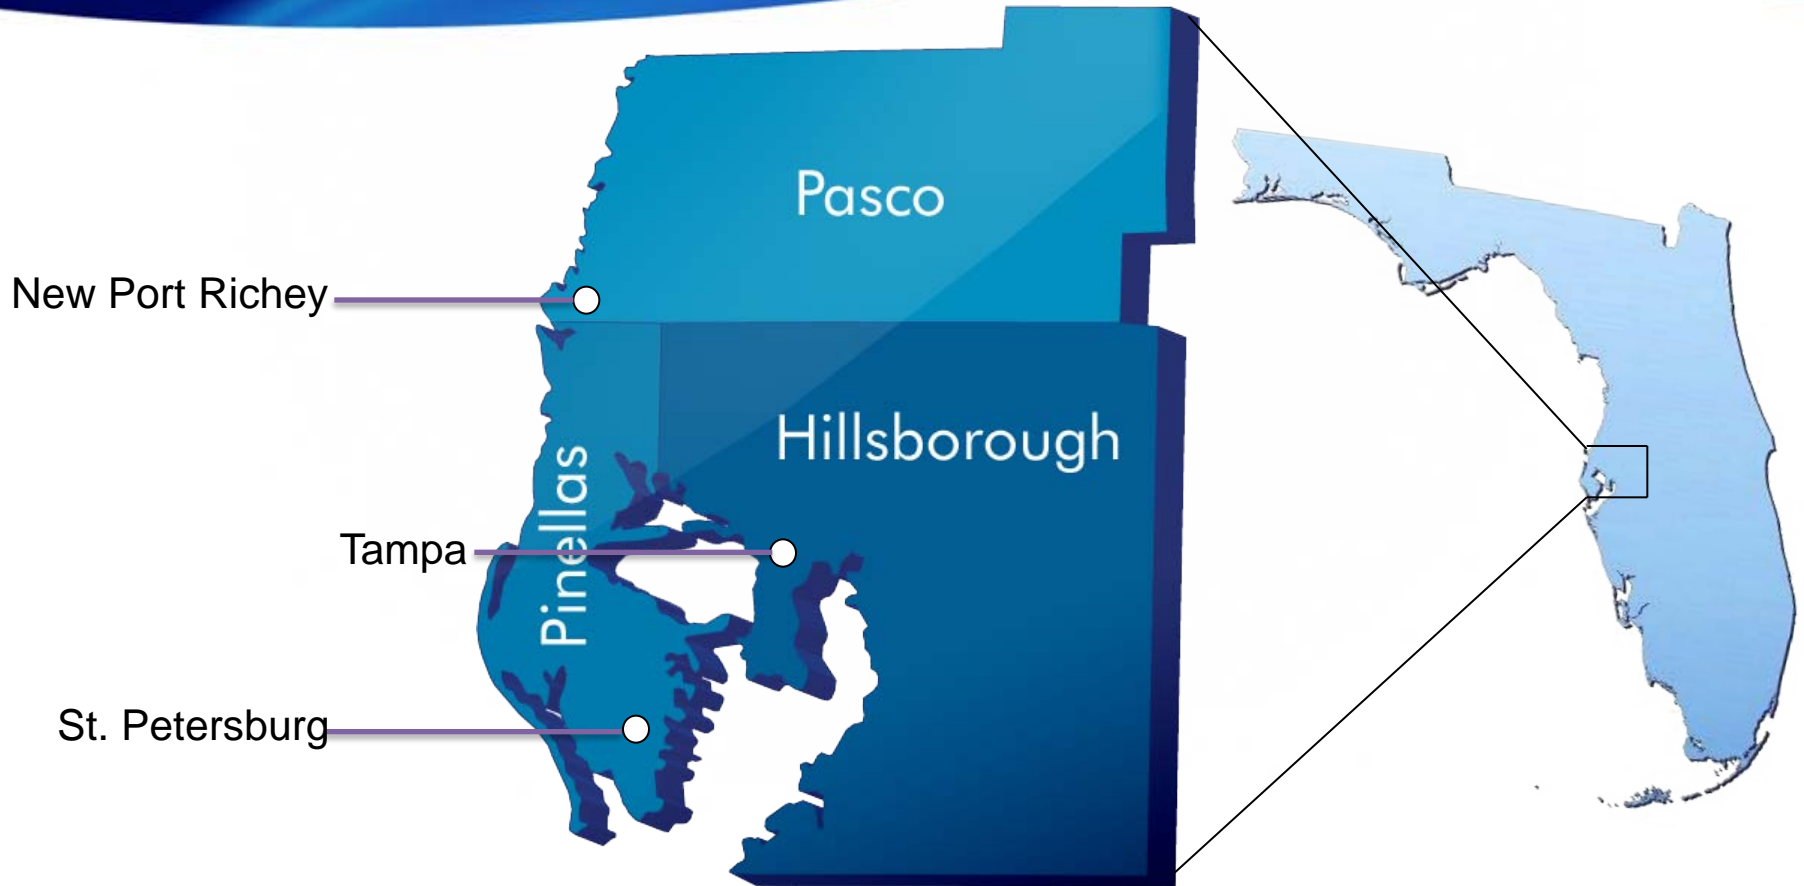 Pasco
New Port Richey
Hillsborough
Pinellas
Tampa
St. Petersburg